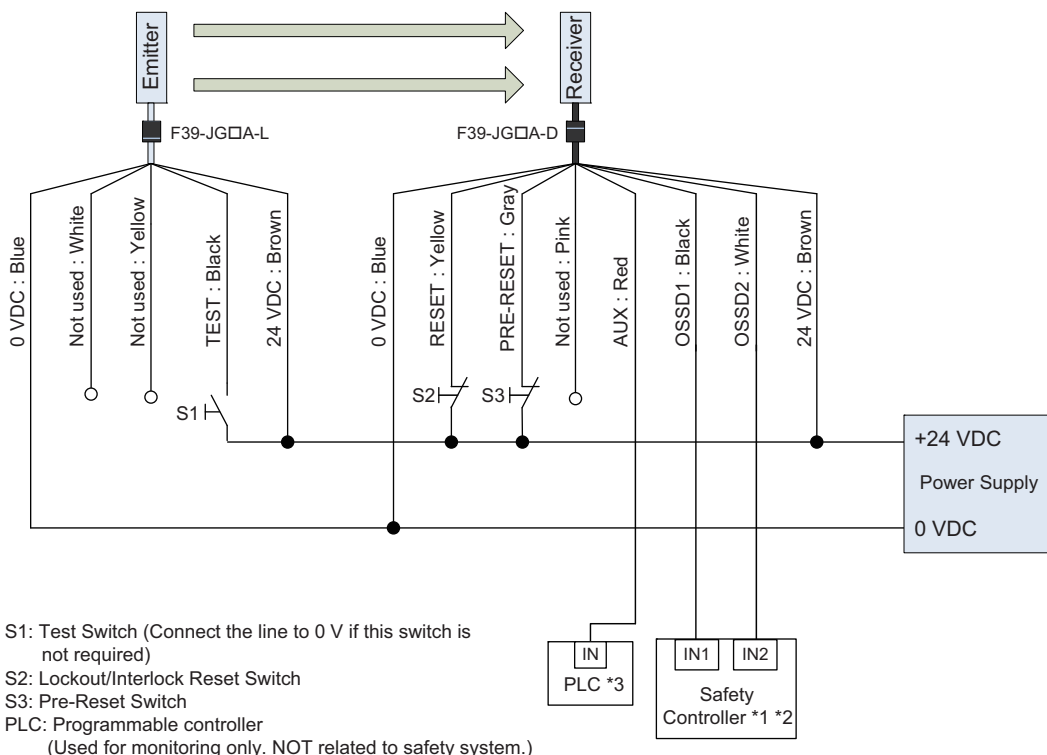 Emitter
Receiver
F39-JG□A-L
F39-JG□A-D
0 VDC : Blue
Not used : White
Not used : Yellow
TEST : Black
24 VDC : Brown
0 VDC : Blue
RESET : Yellow
PRE-RESET : Gray
Not used : Pink
AUX : Red
OSSD1 : Black
OSSD2 : White
24 VDC : Brown
S1
S2
S3
+24 VDC
Power Supply
0 VDC
S1: Test Switch (Connect the line to 0 V if this switch is
not required)
S2: Lockout/Interlock Reset Switch
S3: Pre-Reset Switch
PLC: Programmable controller
(Used for monitoring only. NOT related to safety system.)
IN
PLC *3
IN1
IN2
Safety
Controller *1 *2